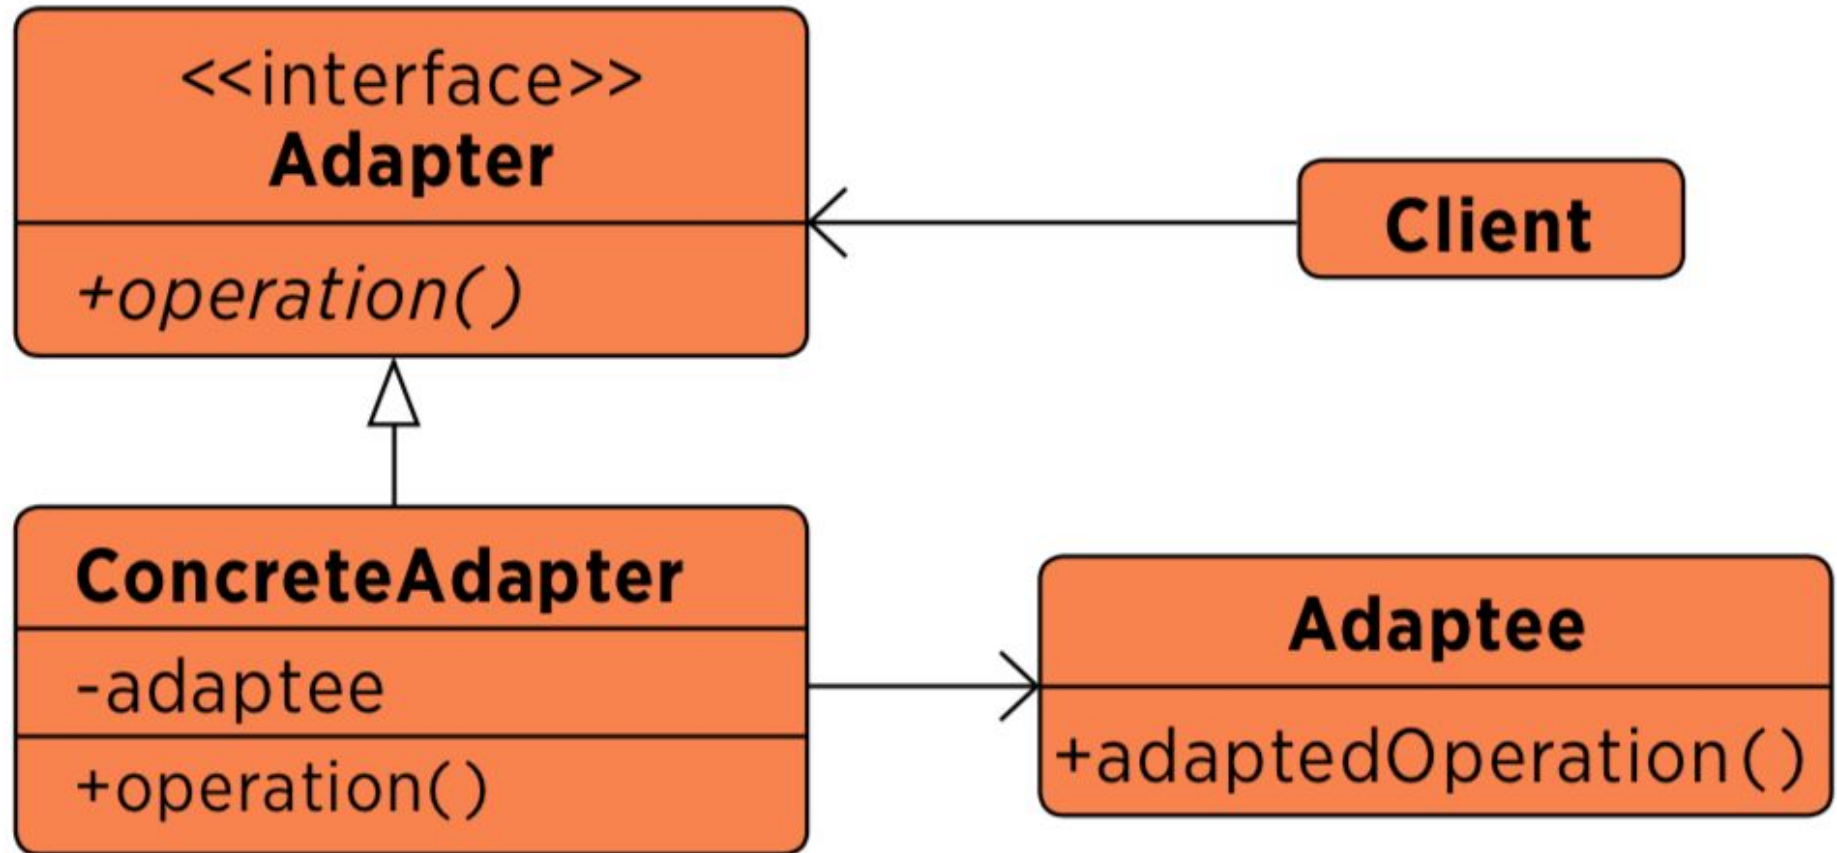 <<interface>>
Adapter
+operation()
Client
ConcreteAdapter
-adaptee
+operation()
Adaptee
+adaptedOperation()